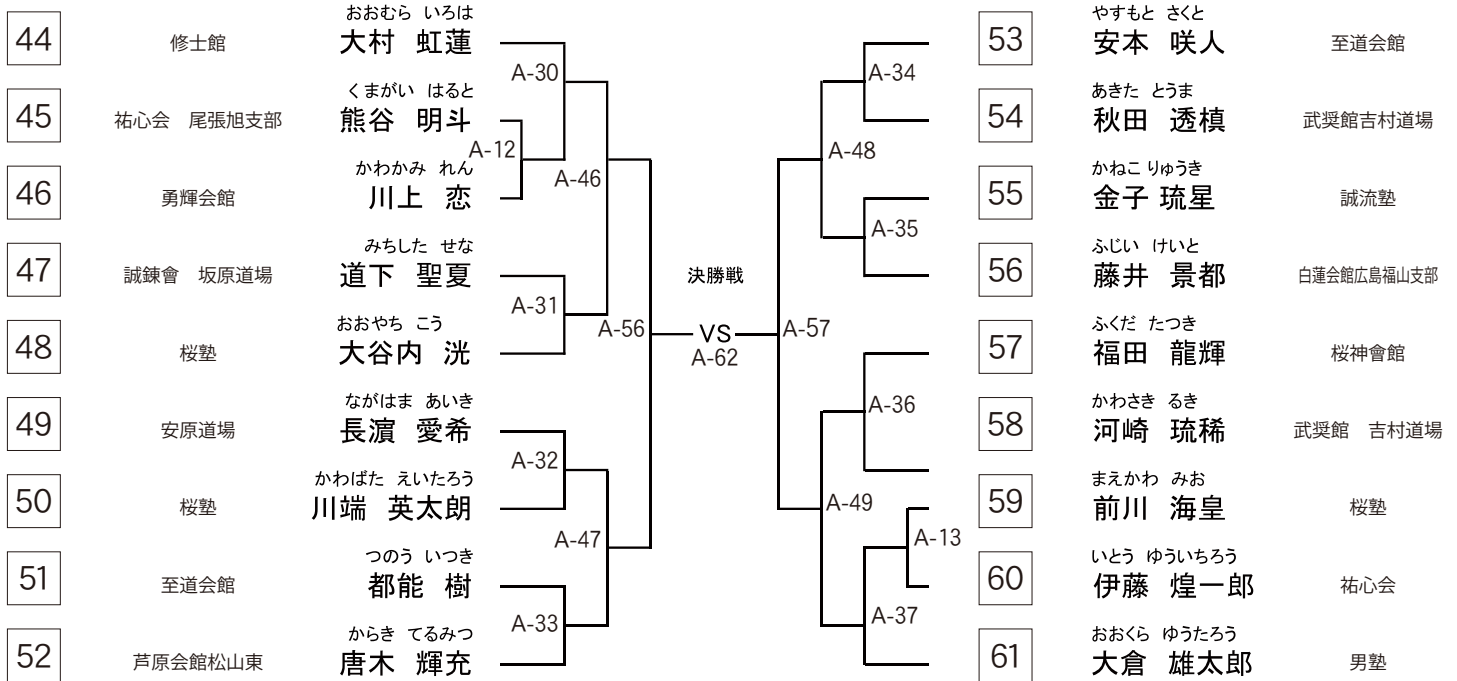 44 修士館 おおむら いろは 大村 虹蓮
45 祐心会 尾張旭支部 くまがい はると 熊谷 明斗
46 勇輝会館 かわかみ れん 川上 恋
47 誠錬會 坂原道場 みちした せな 道下 聖夏
48 桜塾 おおやち こう 大谷内 洸
49 安原道場 ながはま あいき 長濵 愛希
50 桜塾 かわばた えいたろう 川端 英太朗
51 至道会館 つのう いつき 都能 樹
52 芦原会館松山東 からき てるみつ 唐木 輝充
A-30
A-12
A-46
A-31
A-56
A-32
A-47
A-33
決勝戦
VS
A-62
A-34
A-48
A-35
A-57
A-36
A-49
A-13
A-37
53 やすもと さくと 安本 咲人 至道会館
54 あきた とうま 秋田 透槙 武奨館吉村道場
55 かねこ りゅうき 金子 琉星 誠流塾
56 ふじい けいと 藤井 景都 白蓮会館広島福山支部
57 ふくだ たつき 福田 龍輝 桜神會館
58 かわさき るき 河崎 琉稀 武奨館 吉村道場
59 まえかわ みお 前川 海皇 桜塾
60 いとう ゆういちろう 伊藤 煌一郎 祐心会
61 おおくら ゆうたろう 大倉 雄太郎 男塾